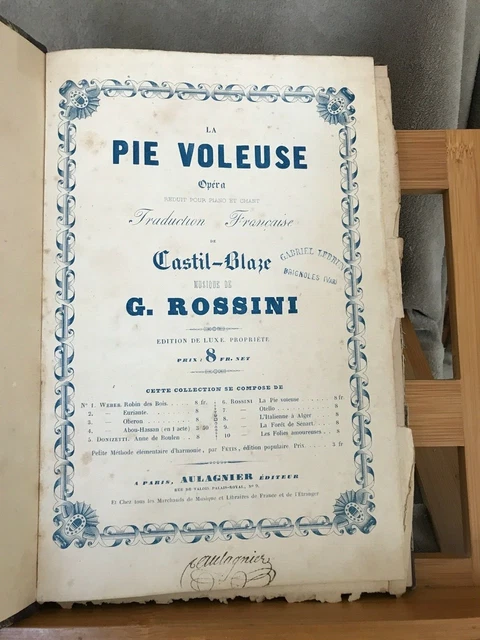 LA
PIE VOLEUSE
Opéra
RÉDUIT POUR PIANO ET CHANT
Traduction Française
DE
Castil-Blaze
MUSIQUE DE
G. ROSSINI
GABRIEL LEBRUN
BRIGNOLES (VAR)
EDITION DE LUXE. PROPRIÉTÉ
PRIX : 8 FR. NET
CETTE COLLECTION SE COMPOSE DE
No 1. WEBER. Robin des Bois. . 8 fr.
2. — Euriante. 8
3. — Oberon. 8
4. — Abou-Hassan (en 1 acte) 3 50
5. DONIZETTI. Anne de Boulen . . 8
6. ROSSINI La Pie voleuse . . . 8 fr.
7 — Otello. . 8
8. — L'Italienne à Alger 8
9. — La Forêt de Sénart. . 8
10 — Les Folies amoureuses. . 8
Petite Méthode élémentaire d'harmonie, par FÉTIS, édition populaire Prix. . 5 fr
A PARIS, AULAGNIER ÉDITEUR
RUE DE VALOIS PALAIS-ROYAL, No 9.
Et Chez tous les Marchands de Musique et Libraires de France et de l'Étranger
aulagnier